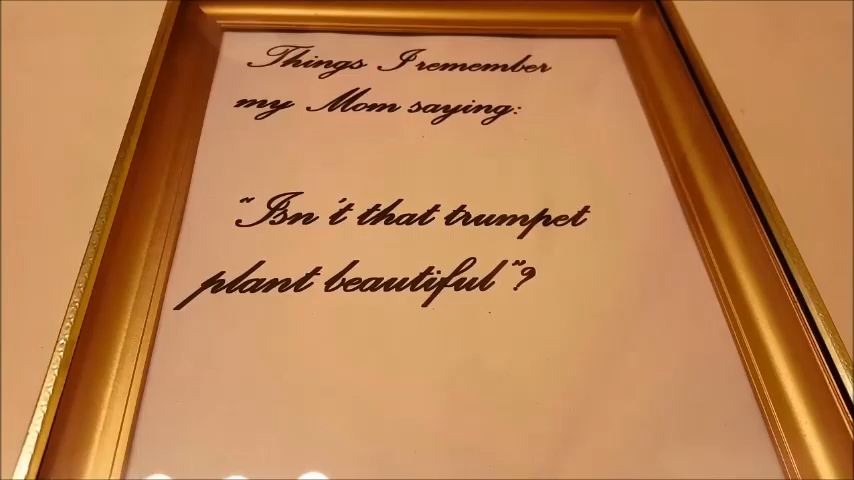 Things I remember
my Mom saying:
"Isn't that trumpet
plant beautiful"?